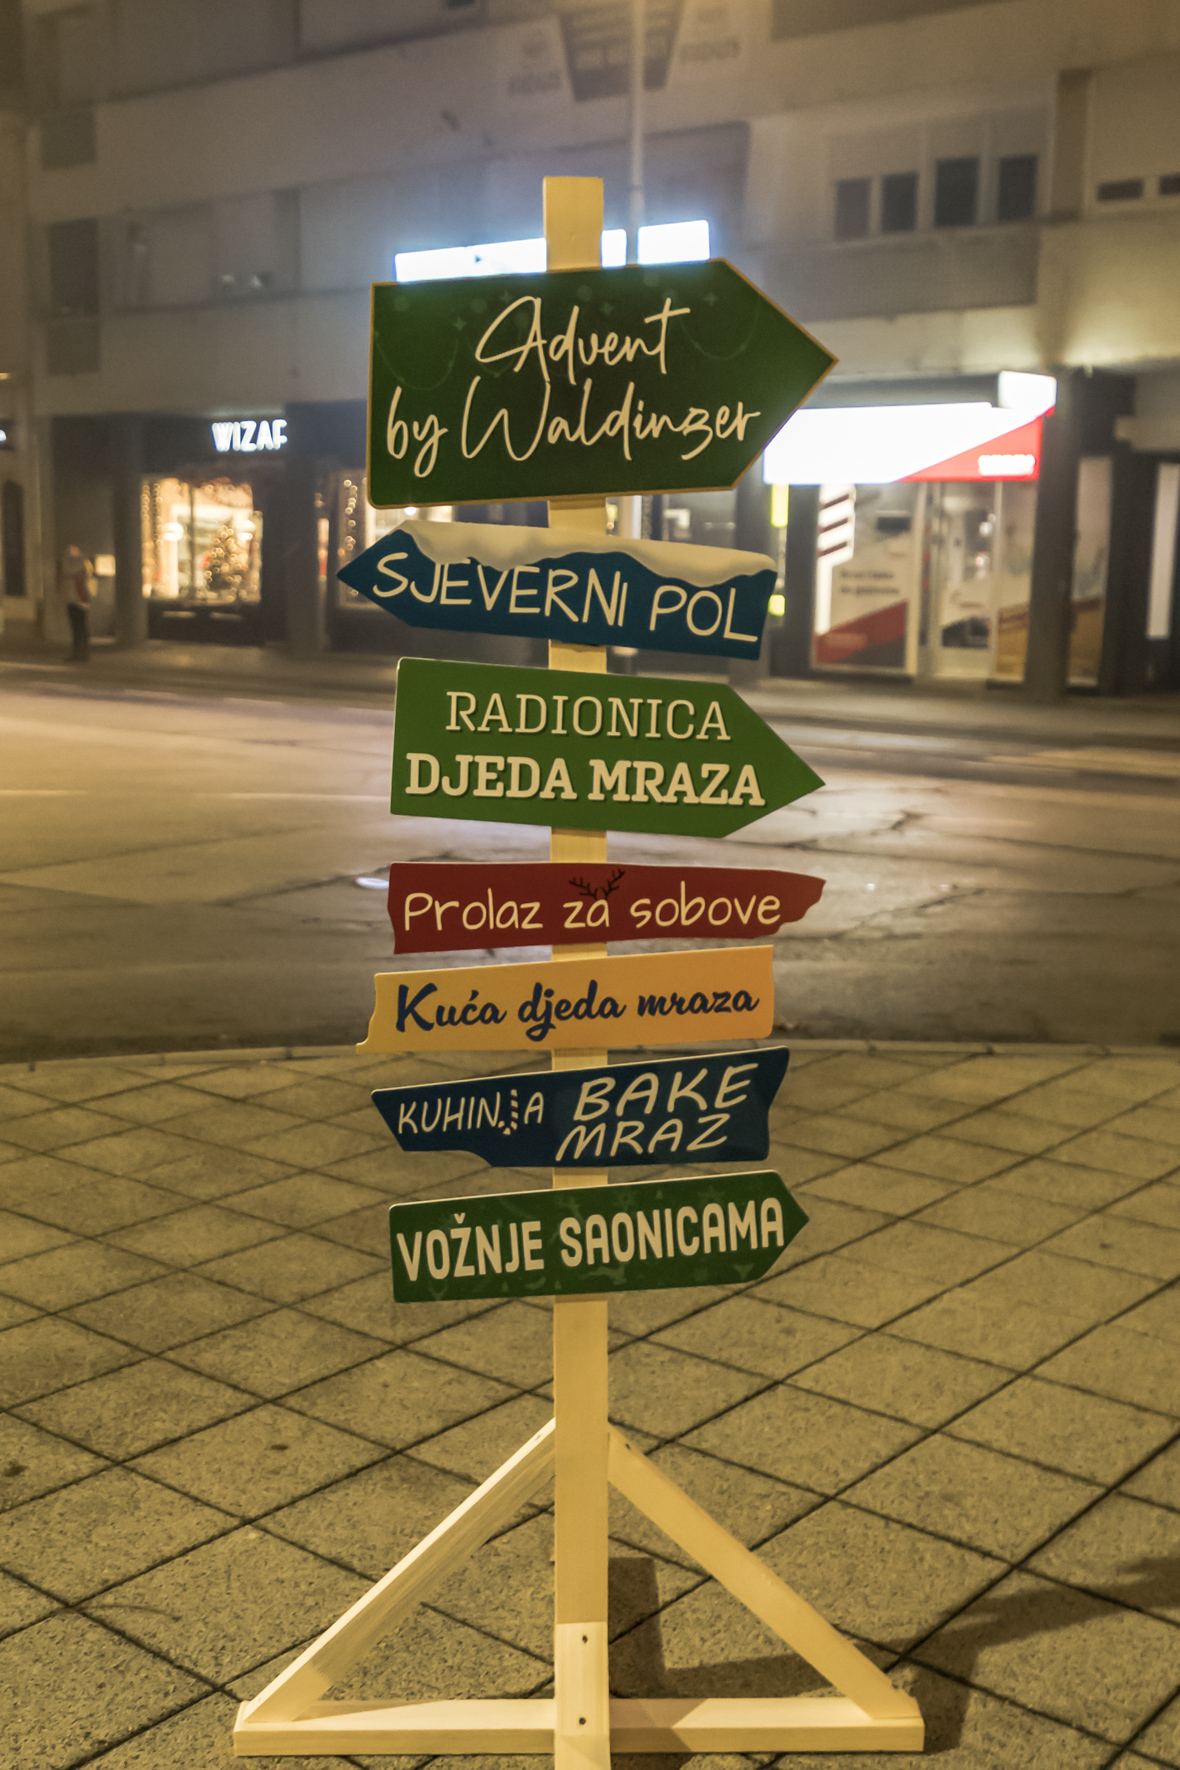 Advent
by Waldinger
SJEVERNI POL
RADIONICA
DJEDA MRAZA
Prolaz za sobove
Kuća djeda mraza
KUHINJA BAKE
MRAZ
VOŽNJE SAONICAMA